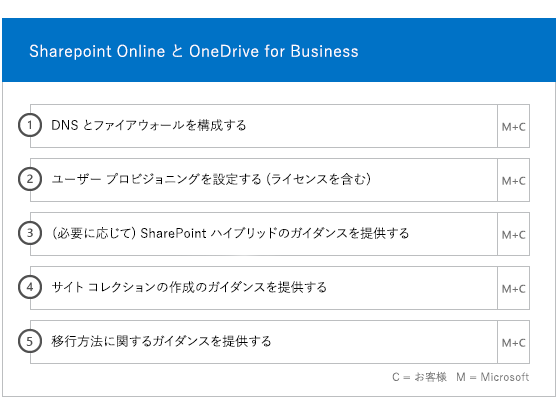 Sharepoint Online と OneDrive for Business
1 DNS とファイアウォールを構成する M+C
2 ユーザー プロビジョニングを設定する (ライセンスを含む) M+C
3 (必要に応じて) SharePoint ハイブリッドのガイダンスを提供する M+C
4 サイト コレクションの作成のガイダンスを提供する M+C
5 移行方法に関するガイダンスを提供する M+C
C = お客様 M = Microsoft